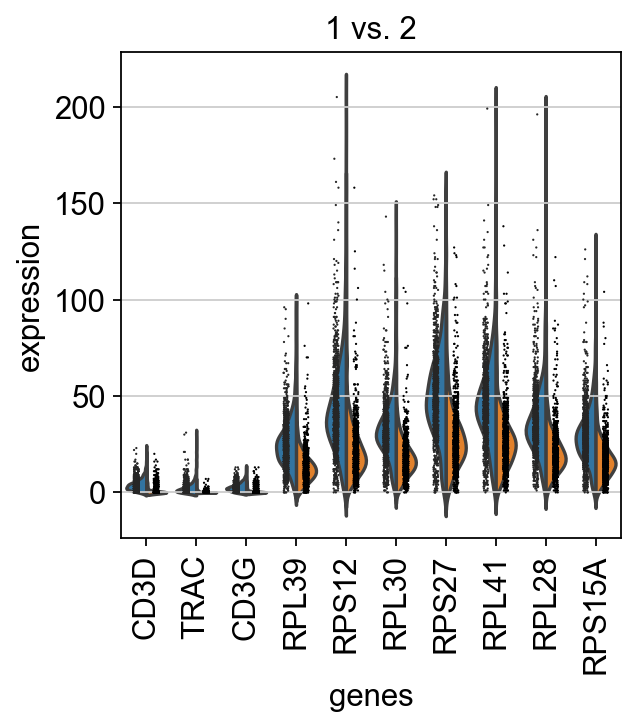 1 vs. 2
expression
200
150
100
50
0
CD3D
TRAC
CD3G
RPL39
RPS12
RPL30
RPS27
RPL41
RPL28
RPS15A
genes